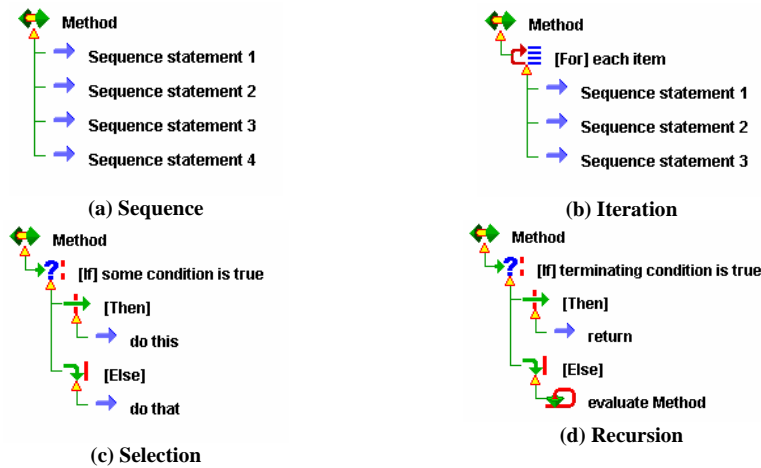 Method
Sequence statement 1
Sequence statement 2
Sequence statement 3
Sequence statement 4
(a) Sequence
Method
[For] each item
Sequence statement 1
Sequence statement 2
Sequence statement 3
(b) Iteration
Method
[If] some condition is true
[Then]
do this
[Else]
do that
(c) Selection
Method
[If] terminating condition is true
[Then]
return
[Else]
evaluate Method
(d) Recursion